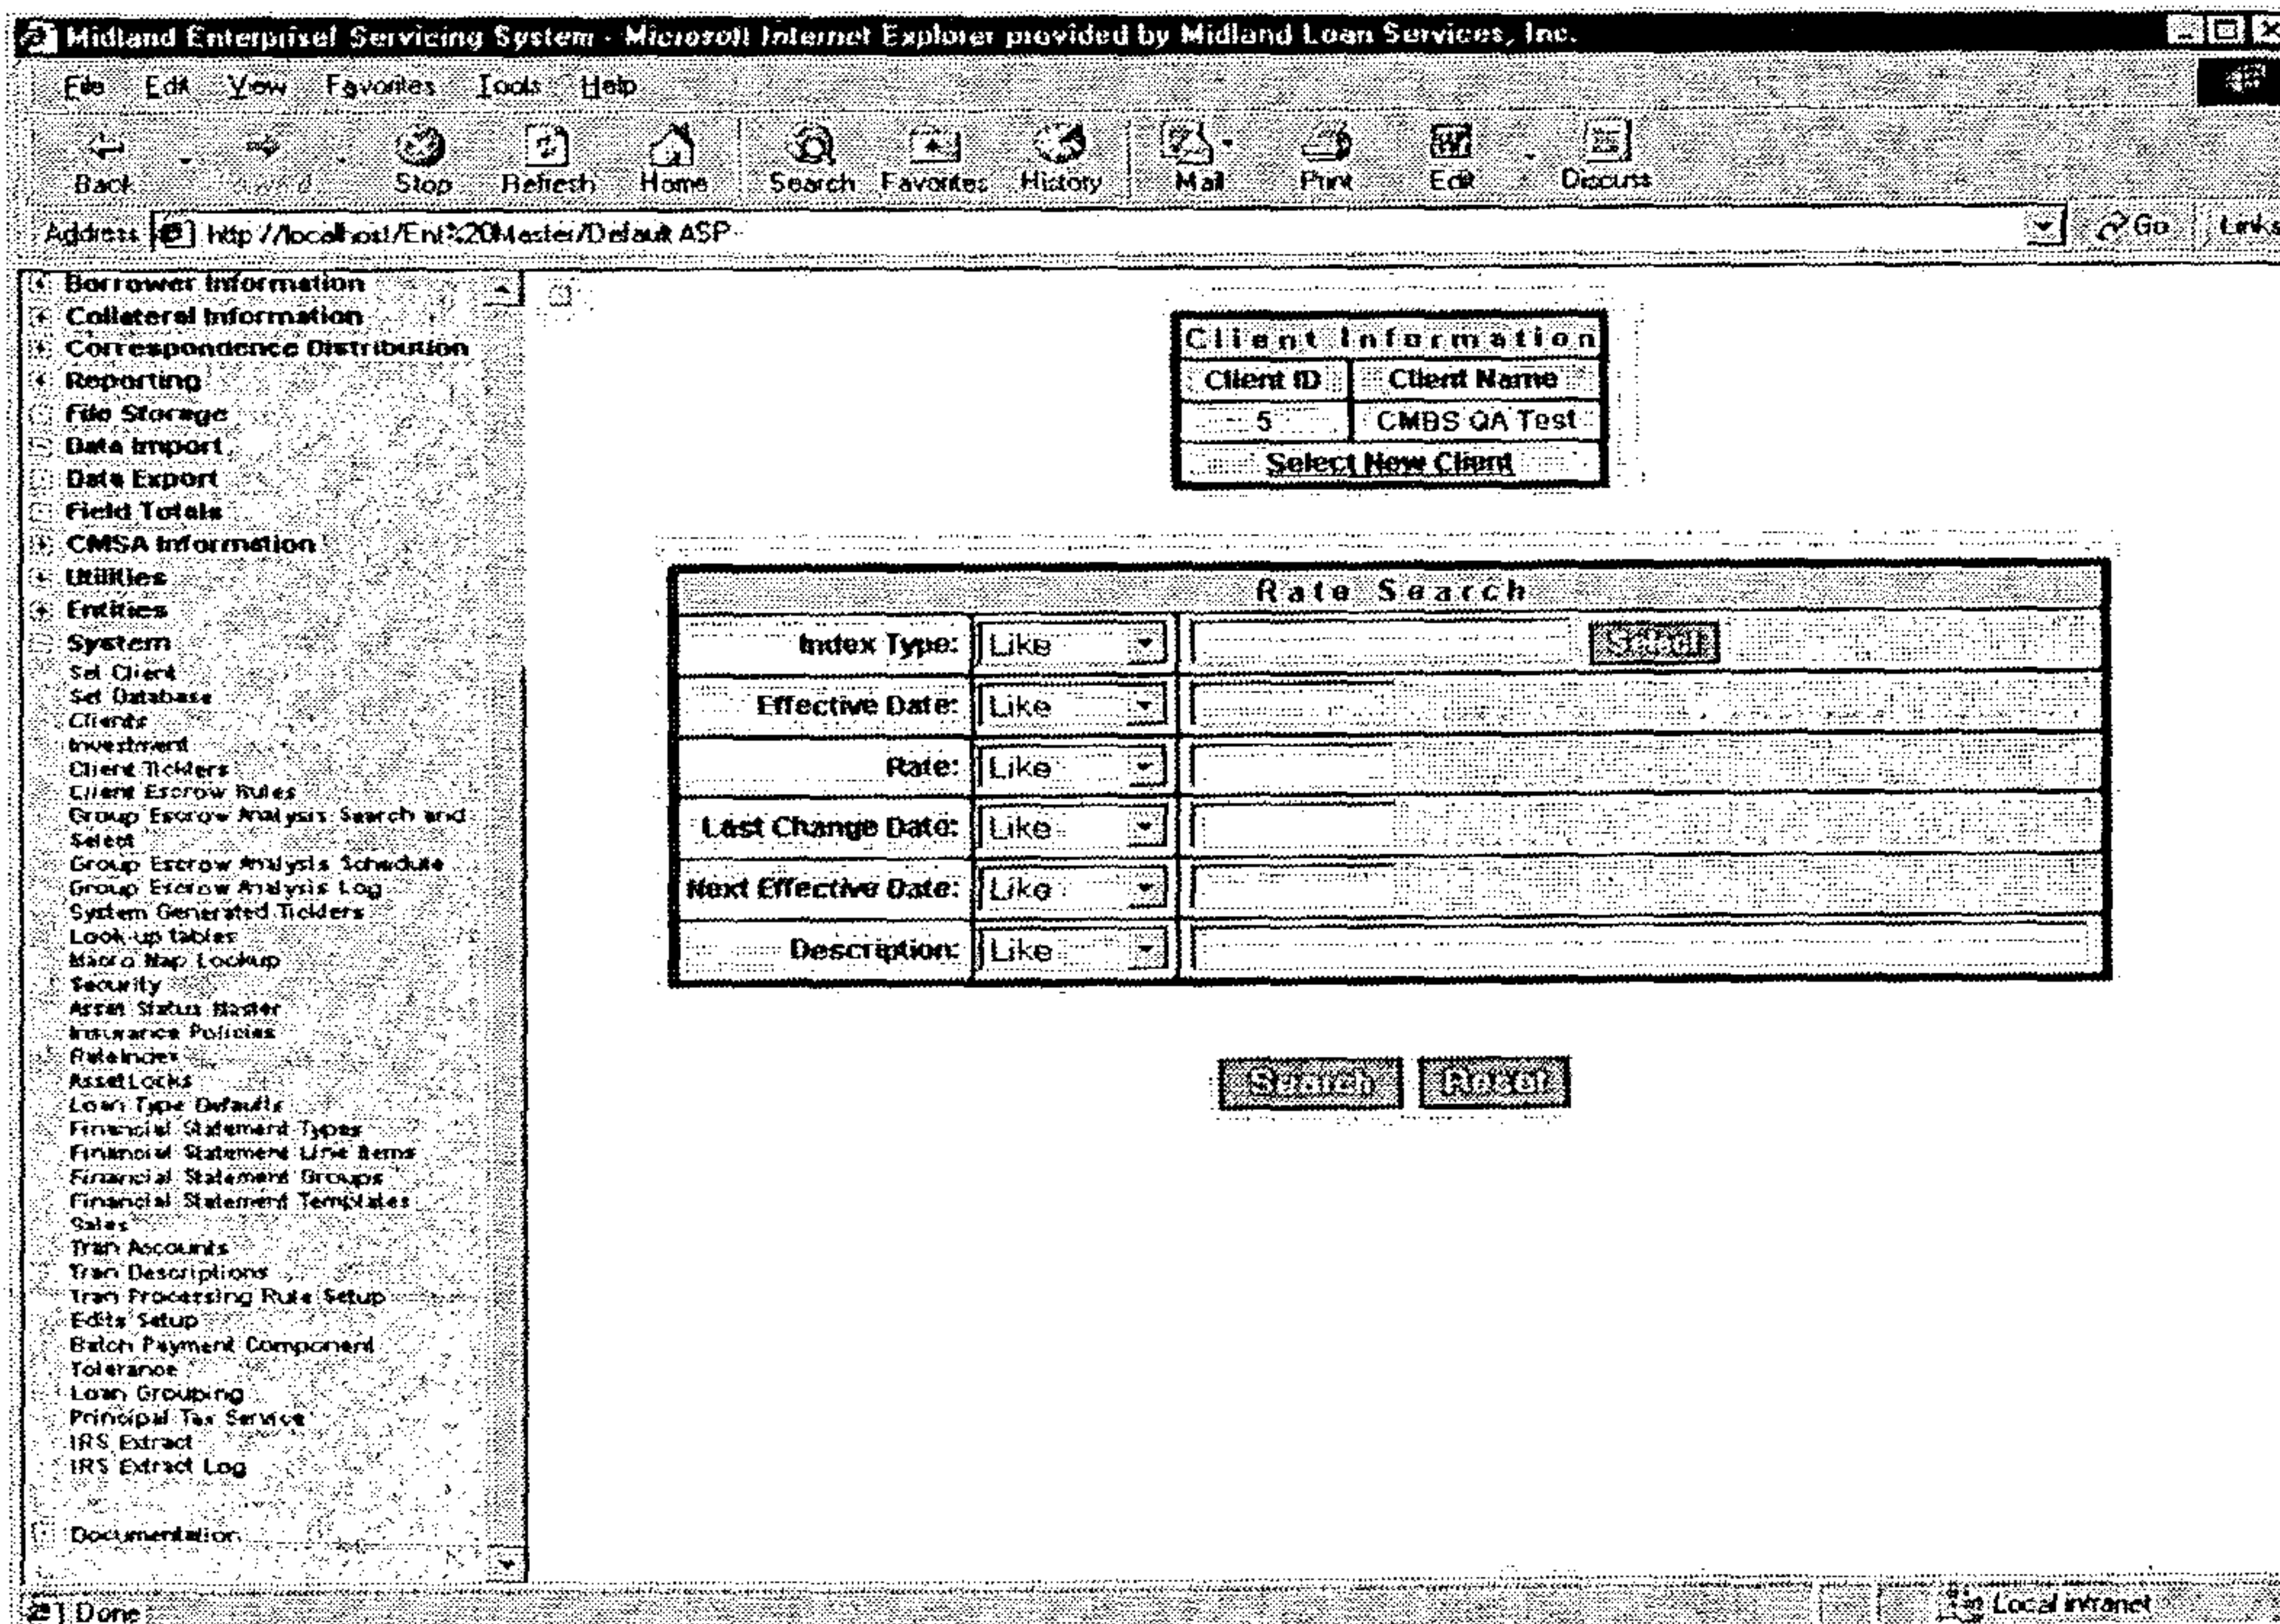 Midland Enterprise! Servicing System - Microsoft Internet Explorer provided by Midland Loan Services, Inc.
File Edit View Favorites Tools Help
Back Forward Stop Refresh Home Search Favorites History Mail Print Edit Discuss
Address http://localhost/Ent%20Master/Default.ASP Go Links
Borrower Information
Collateral Information
Correspondence Distribution
Reporting
File Storage
Data Import
Data Export
Field Totals
CMSA Information
Utilities
Entities
System
Set Client
Set Database
Clients
Investment
Client Ticklers
Client Escrow Rules
Group Escrow Analysis Search and
Select
Group Escrow Analysis Schedule
Group Escrow Analysis Log
System Generated Ticklers
Look-up tables
Macro Map Lookup
Security
Asset Status Master
Insurance Policies
RateIndex
AssetLocks
Loan Type Defaults
Financial Statement Types
Financial Statement Line Items
Financial Statement Groups
Financial Statement Templates
Sales
Tran Accounts
Tran Descriptions
Tran Processing Rule Setup
Edits Setup
Batch Payment Component
Tolerance
Loan Grouping
Principal Tax Service
IRS Extract
IRS Extract Log
Documentation
Client Information
Client ID Client Name
5 CMBS QA Test
Select New Client
Rate Search
Index Type: Like Select
Effective Date: Like
Rate: Like
Last Change Date: Like
Next Effective Date: Like
Description: Like
Search Reset
Done Local intranet